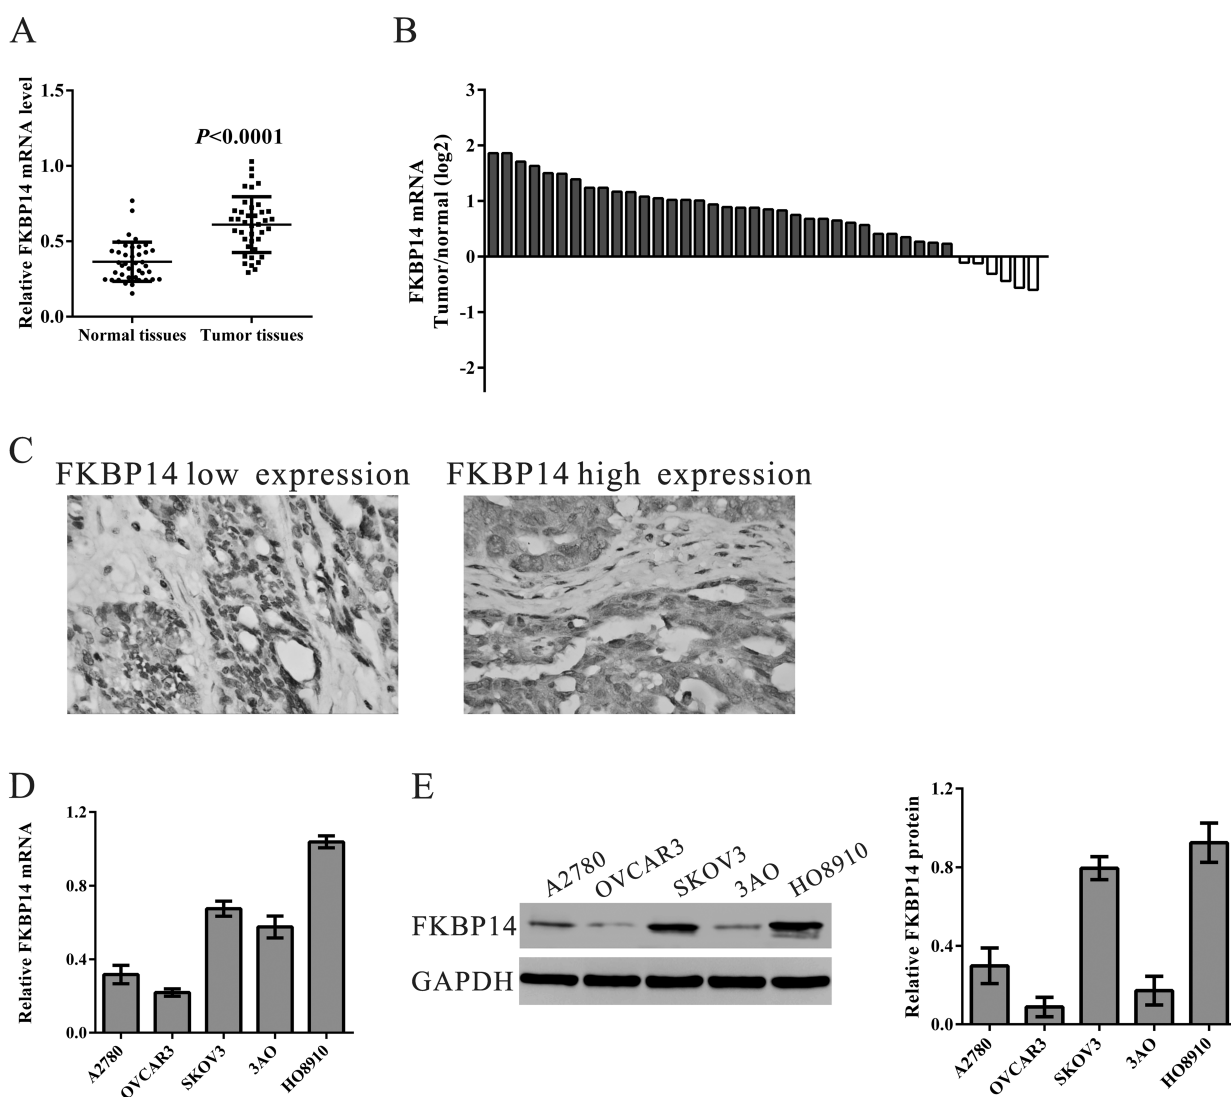 A
B
Relative FKBP14 mRNA level
1.5
1.0
0.5
0.0
P<0.0001
Normal tissues
Tumor tissues
FKBP14 mRNA
Tumor/normal (log2)
3
2
1
0
-1
-2
C
FKBP14 low expression
FKBP14 high expression
D
Relative FKBP14 mRNA
1.2
0.8
0.4
0.0
A2780
OVCAR3
SKOV3
3AO
HO8910
E
A2780
OVCAR3
SKOV3
3AO
HO8910
FKBP14
GAPDH
Relative FKBP14 protein
1.2
0.8
0.4
0.0
A2780
OVCAR3
SKOV3
3AO
HO8910